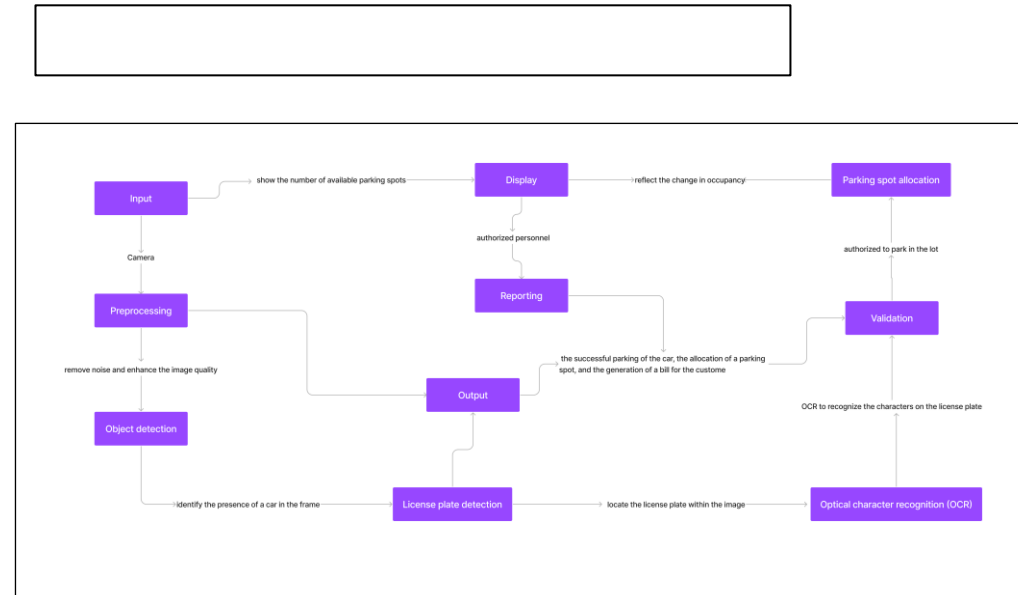 Input
show the number of available parking spots
Display
reflect the change in occupancy
Parking spot allocation
Camera
authorized personnel
authorized to park in the lot
Preprocessing
Reporting
Validation
remove noise and enhance the image quality
the successful parking of the car, the allocation of a parking
spot, and the generation of a bill for the custome
Output
OCR to recognize the characters on the license plate
Object detection
identify the presence of a car in the frame
License plate detection
locate the license plate within the image
Optical character recognition (OCR)